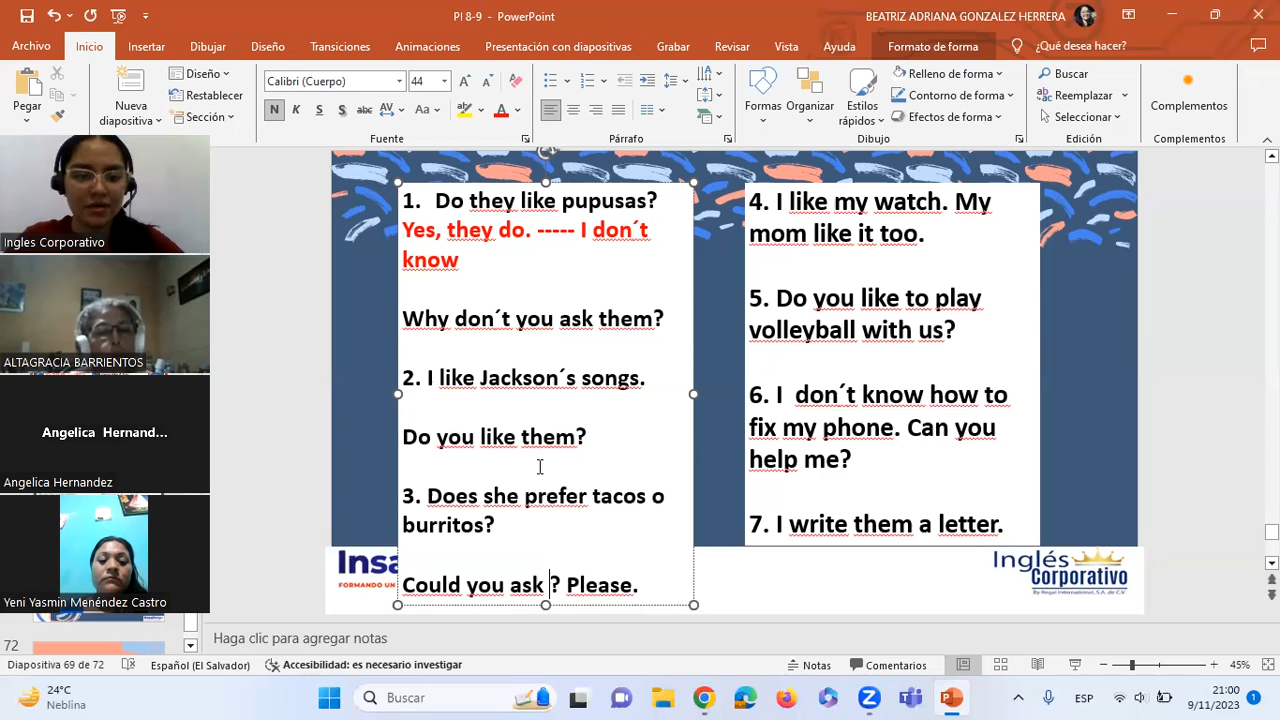 PI 8-9 - PowerPoint
BEATRIZ ADRIANA GONZALEZ HERRERA
Archivo Inicio Insertar Dibujar Diseño Transiciones Animaciones Presentación con diapositivas Grabar Revisar Vista Ayuda Formato de forma ¿Qué desea hacer?
Pegar
Nueva diapositiva
Diseño
Restablecer
Sección
Calibri (Cuerpo) 44
N K S S abc AV Aa A
Formas
Organizar
Estilos rápidos
Relleno de forma
Contorno de forma
Efectos de forma
Buscar
Reemplazar
Seleccionar
Complementos
Fuente Párrafo Dibujo Edición Complementos
Ingles Corporativo
ALTAGRACIA BARRIENTOS
Angelica Hernand...
Angelica Hernandez
Yeni Yasmin Menéndez Castro
1. Do they like pupusas?
Yes, they do. ----- I don´t
know
Why don´t you ask them?
2. I like Jackson´s songs.
Do you like them?
3. Does she prefer tacos o
burritos?
Could you ask ? Please.
4. I like my watch. My
mom like it too.
5. Do you like to play
volleyball with us?
6. I don´t know how to
fix my phone. Can you
help me?
7. I write them a letter.
Insa
FORMANDO UN
Inglés
Corporativo
By Regal International, S.A. de C.V
72
Haga clic para agregar notas
Diapositiva 69 de 72 Español (El Salvador) Accesibilidad: es necesario investigar Notas Comentarios 45%
24°C
Neblina
Buscar
ESP
21:00
9/11/2023
1